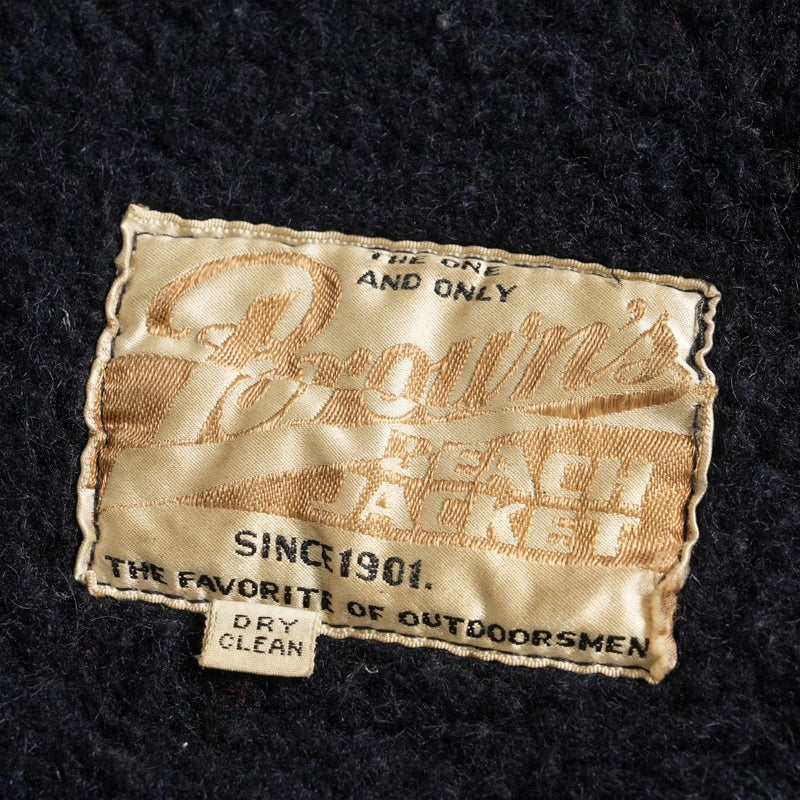 THE ONE
AND ONLY
Brown's
BEACH
JACKET
SINCE 1901.
THE FAVORITE OF OUTDOORSMEN
DRY
CLEAN